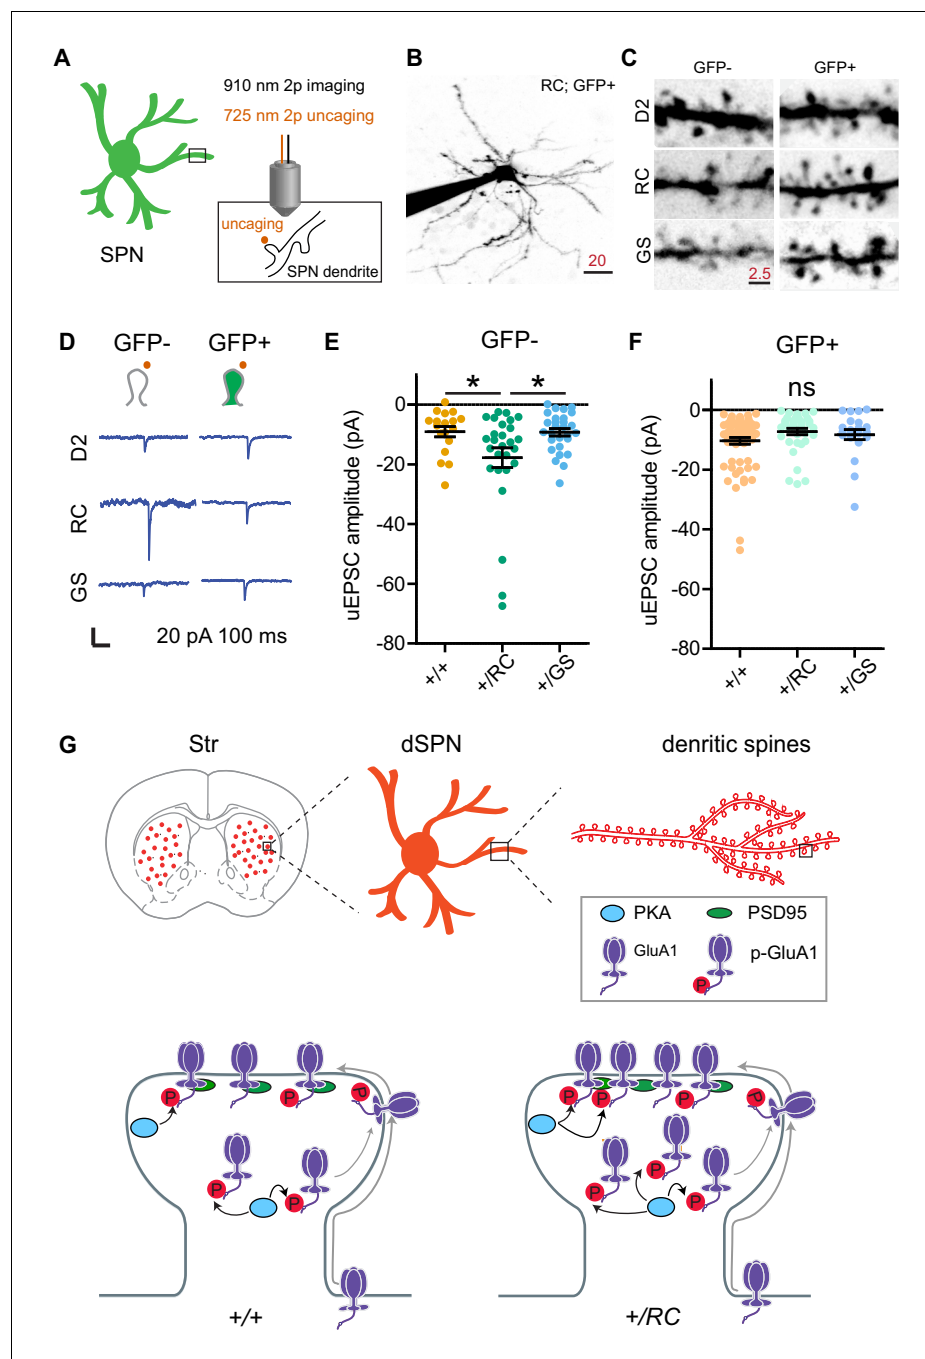 A
910 nm 2p imaging
725 nm 2p uncaging
uncaging
SPN dendrite
SPN
B
RC; GFP+
20
C
GFP- GFP+
D2
RC
GS
2.5
D
GFP- GFP+
D2
RC
GS
20 pA 100 ms
E
GFP-
* *
uEPSC amplitude (pA)
0
-20
-40
-60
-80
+/+ +/RC +/GS
F
GFP+
ns
uEPSC amplitude (pA)
0
-20
-40
-60
-80
+/+ +/RC +/GS
G
Str dSPN denritic spines
PKA PSD95
GluA1 p-GluA1
P
P P P
P P
+/+
P P P P
P P P
+/RC